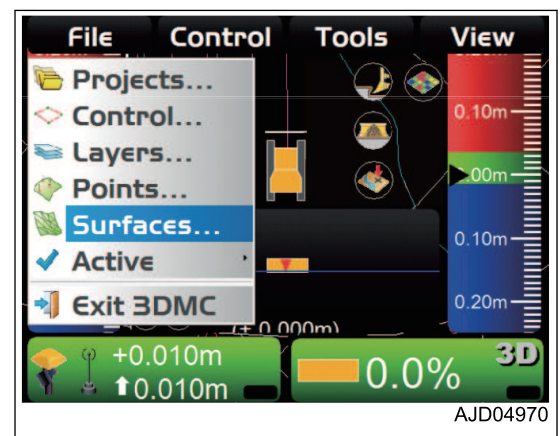 File Control Tools View
Projects...
Control...
Layers...
Points...
Surfaces...
Active
Exit 3DMC
0.10m
.00m
0.10m
0.20m
(± 0.000m)
+0.010m
0.010m
0.0%
3D
AJD04970